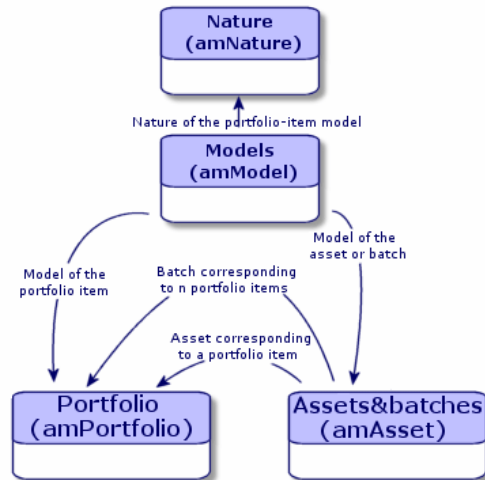 Nature
(amNature)
Nature of the portfolio-item model
Models
(amModel)
Model of the
portfolio item
Batch corresponding
to n portfolio items
Model of the
asset or batch
Asset corresponding
to a portfolio item
Portfolio
(amPortfolio)
Assets&batches
(amAsset)